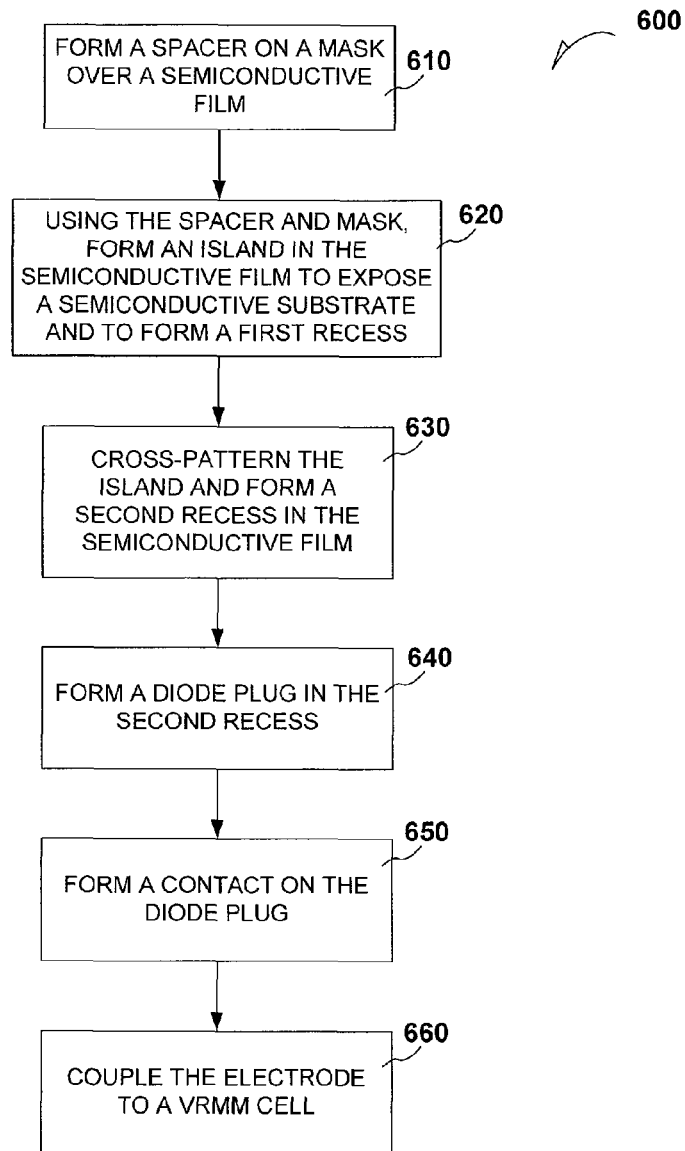 600
FORM A SPACER ON A MASK
OVER A SEMICONDUCTIVE
FILM
610
USING THE SPACER AND MASK,
FORM AN ISLAND IN THE
SEMICONDUCTIVE FILM TO EXPOSE
A SEMICONDUCTIVE SUBSTRATE
AND TO FORM A FIRST RECESS
620
CROSS-PATTERN THE
ISLAND AND FORM A
SECOND RECESS IN THE
SEMICONDUCTIVE FILM
630
FORM A DIODE PLUG IN THE
SECOND RECESS
640
FORM A CONTACT ON THE
DIODE PLUG
650
COUPLE THE ELECTRODE
TO A VRMM CELL
660